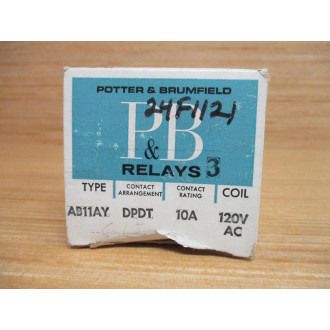 POTTER & BRUMFIELD
24F1121
P&B
RELAYS 3
TYPE CONTACT ARRANGEMENT CONTACT RATING COIL
AB11AY DPDT 10A 120V AC